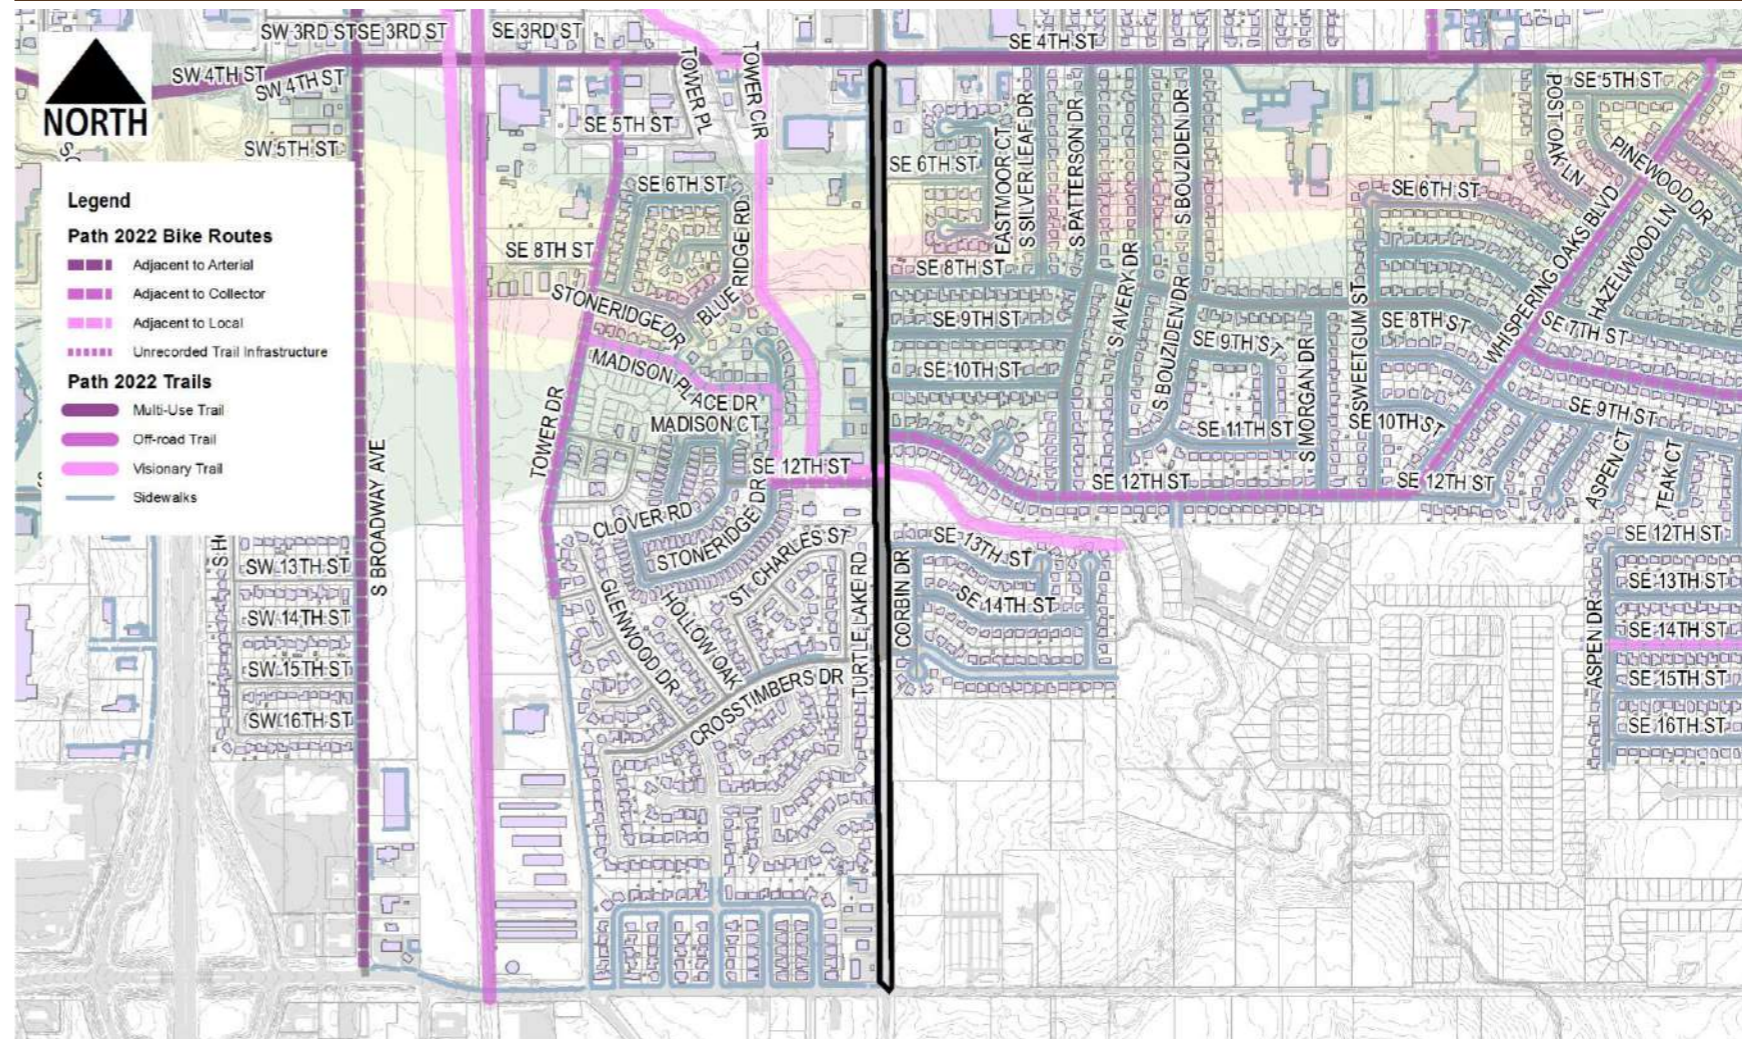 SW 3RD ST
SE 3RD ST
SE 3RD ST
SE 4TH ST
SW 4TH ST
SW 4TH ST
TOWER PL
TOWER CIR
NORTH
SW 5TH ST
SE 5TH ST
SE 5TH ST
POST-OAK LN
PINEWOOD DR
SE 6TH ST
EASTMOOR CT
S SILVERLEAF DR
S PATTERSON DR
S BOUZIDEN DR
SE 6TH ST
SE 6TH ST
Legend
Path 2022 Bike Routes
Adjacent to Arterial
Adjacent to Collector
Adjacent to Local
Unrecorded Trail Infrastructure
Path 2022 Trails
Multi-Use Trail
Off-road Trail
Visionary Trail
Sidewalks
SE 8TH ST
BLUE RIDGE RD
SE 8TH ST
S AVERY DR
S BOUZIDEN DR
WHISPERING OAKS BLVD
HAZELWOOD LN
STONERIDGE DR
SE 9TH ST
SE 9TH ST
S MORGAN DR
SWEETGUM ST
SE 8TH ST
SE 7TH ST
MADISON PLACE DR
SE 10TH ST
MADISON CT
TOWER DR
SE 11TH ST
SE 10TH ST
SE 9TH ST
SE 12TH ST
SE 12TH ST
SE 12TH ST
ASPEN CT
TEAK CT
CLOVER RD
STONERIDGE DR
ST CHARLES ST
SE 13TH ST
SE 12TH ST
S BROADWAY AVE
SW 13TH ST
SE 13TH ST
GLENWOOD DR
HOLLOW OAK
TURTLE LAKE RD
CORBIN DR
SE 14TH ST
SW 14TH ST
ASPEN DR
SE 14TH ST
SW 15TH ST
CROSSTIMBERS DR
SE 15TH ST
SW 16TH ST
SE 16TH ST